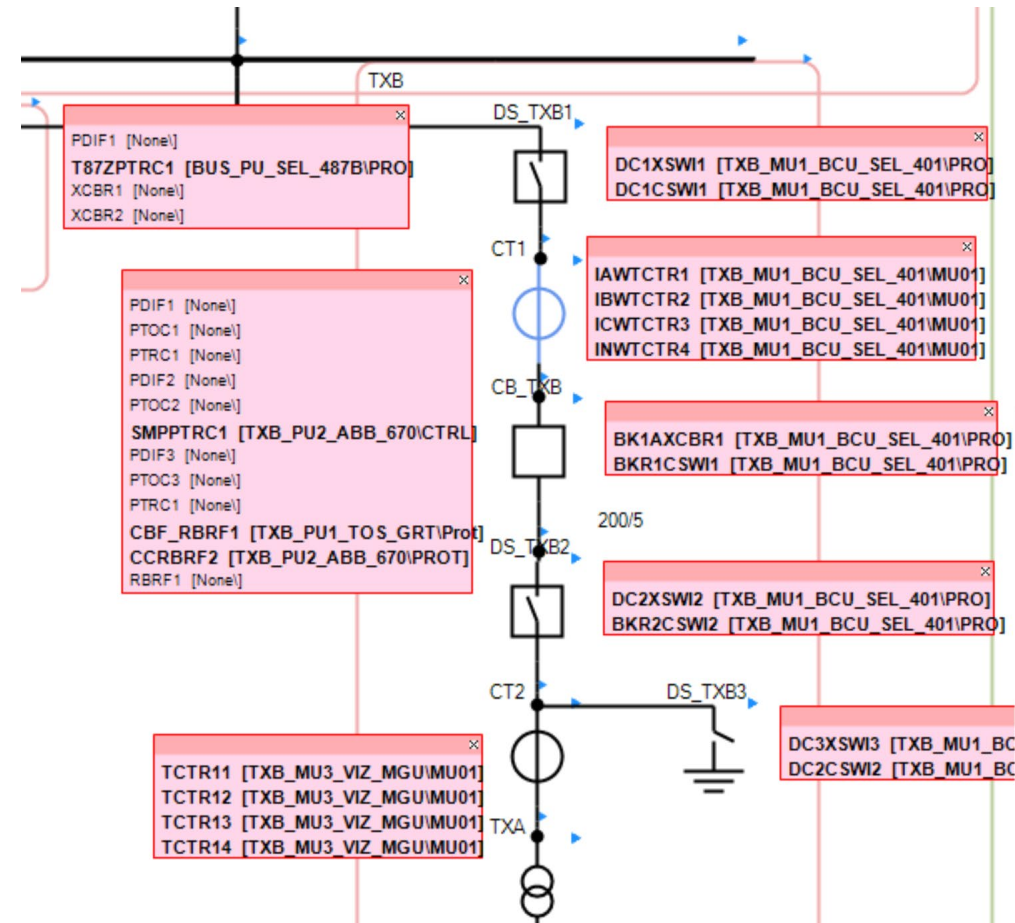 TXB
DS_TXB1
PDIF1 [None\]
T87ZPTRC1 [BUS_PU_SEL_487B\PRO]
XCBR1 [None\]
XCBR2 [None\]
DC1XSWI1 [TXB_MU1_BCU_SEL_401\PRO]
DC1CSWI1 [TXB_MU1_BCU_SEL_401\PRO]
CT1
IAWTCTR1 [TXB_MU1_BCU_SEL_401\MU01]
IBWTCTR2 [TXB_MU1_BCU_SEL_401\MU01]
ICWTCTR3 [TXB_MU1_BCU_SEL_401\MU01]
INWTCTR4 [TXB_MU1_BCU_SEL_401\MU01]
PDIF1 [None\]
PTOC1 [None\]
PTRC1 [None\]
PDIF2 [None\]
PTOC2 [None\]
SMPPTRC1 [TXB_PU2_ABB_670\CTRL]
PDIF3 [None\]
PTOC3 [None\]
PTRC1 [None\]
CBF_RBRF1 [TXB_PU1_TOS_GRT\Prot]
CCRBRF2 [TXB_PU2_ABB_670\PROT]
RBRF1 [None\]
CB_TXB
BK1AXCBR1 [TXB_MU1_BCU_SEL_401\PRO]
BKR1CSWI1 [TXB_MU1_BCU_SEL_401\PRO]
200/5
DS_TXB2
DC2XSWI2 [TXB_MU1_BCU_SEL_401\PRO]
BKR2CSWI2 [TXB_MU1_BCU_SEL_401\PRO]
CT2
DS_TXB3
DC3XSWI3 [TXB_MU1_BC
DC2CSWI2 [TXB_MU1_BC
TCTR11 [TXB_MU3_VIZ_MGU\MU01]
TCTR12 [TXB_MU3_VIZ_MGU\MU01]
TCTR13 [TXB_MU3_VIZ_MGU\MU01]
TCTR14 [TXB_MU3_VIZ_MGU\MU01]
TXA